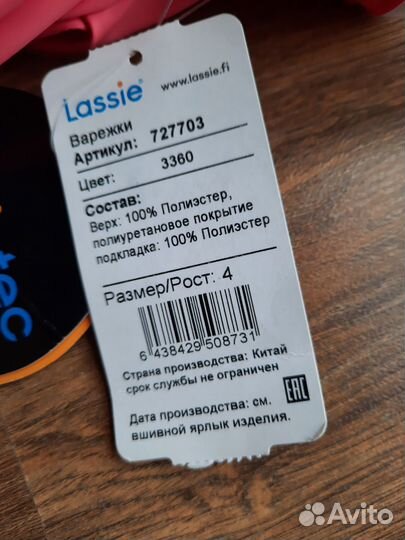 Lassie®
www.lassie.fi
Варежки
Артикул: 727703
Цвет: 3360
Состав:
Верх: 100% Полиэстер,
полиуретановое покрытие
подкладка: 100% Полиэстер
Размер/Рост: 4
6 438429 508731
Страна производства: Китай
срок службы не ограничен
Дата производства: см.
вшивной ярлык изделия.
EAC
tec
Avito